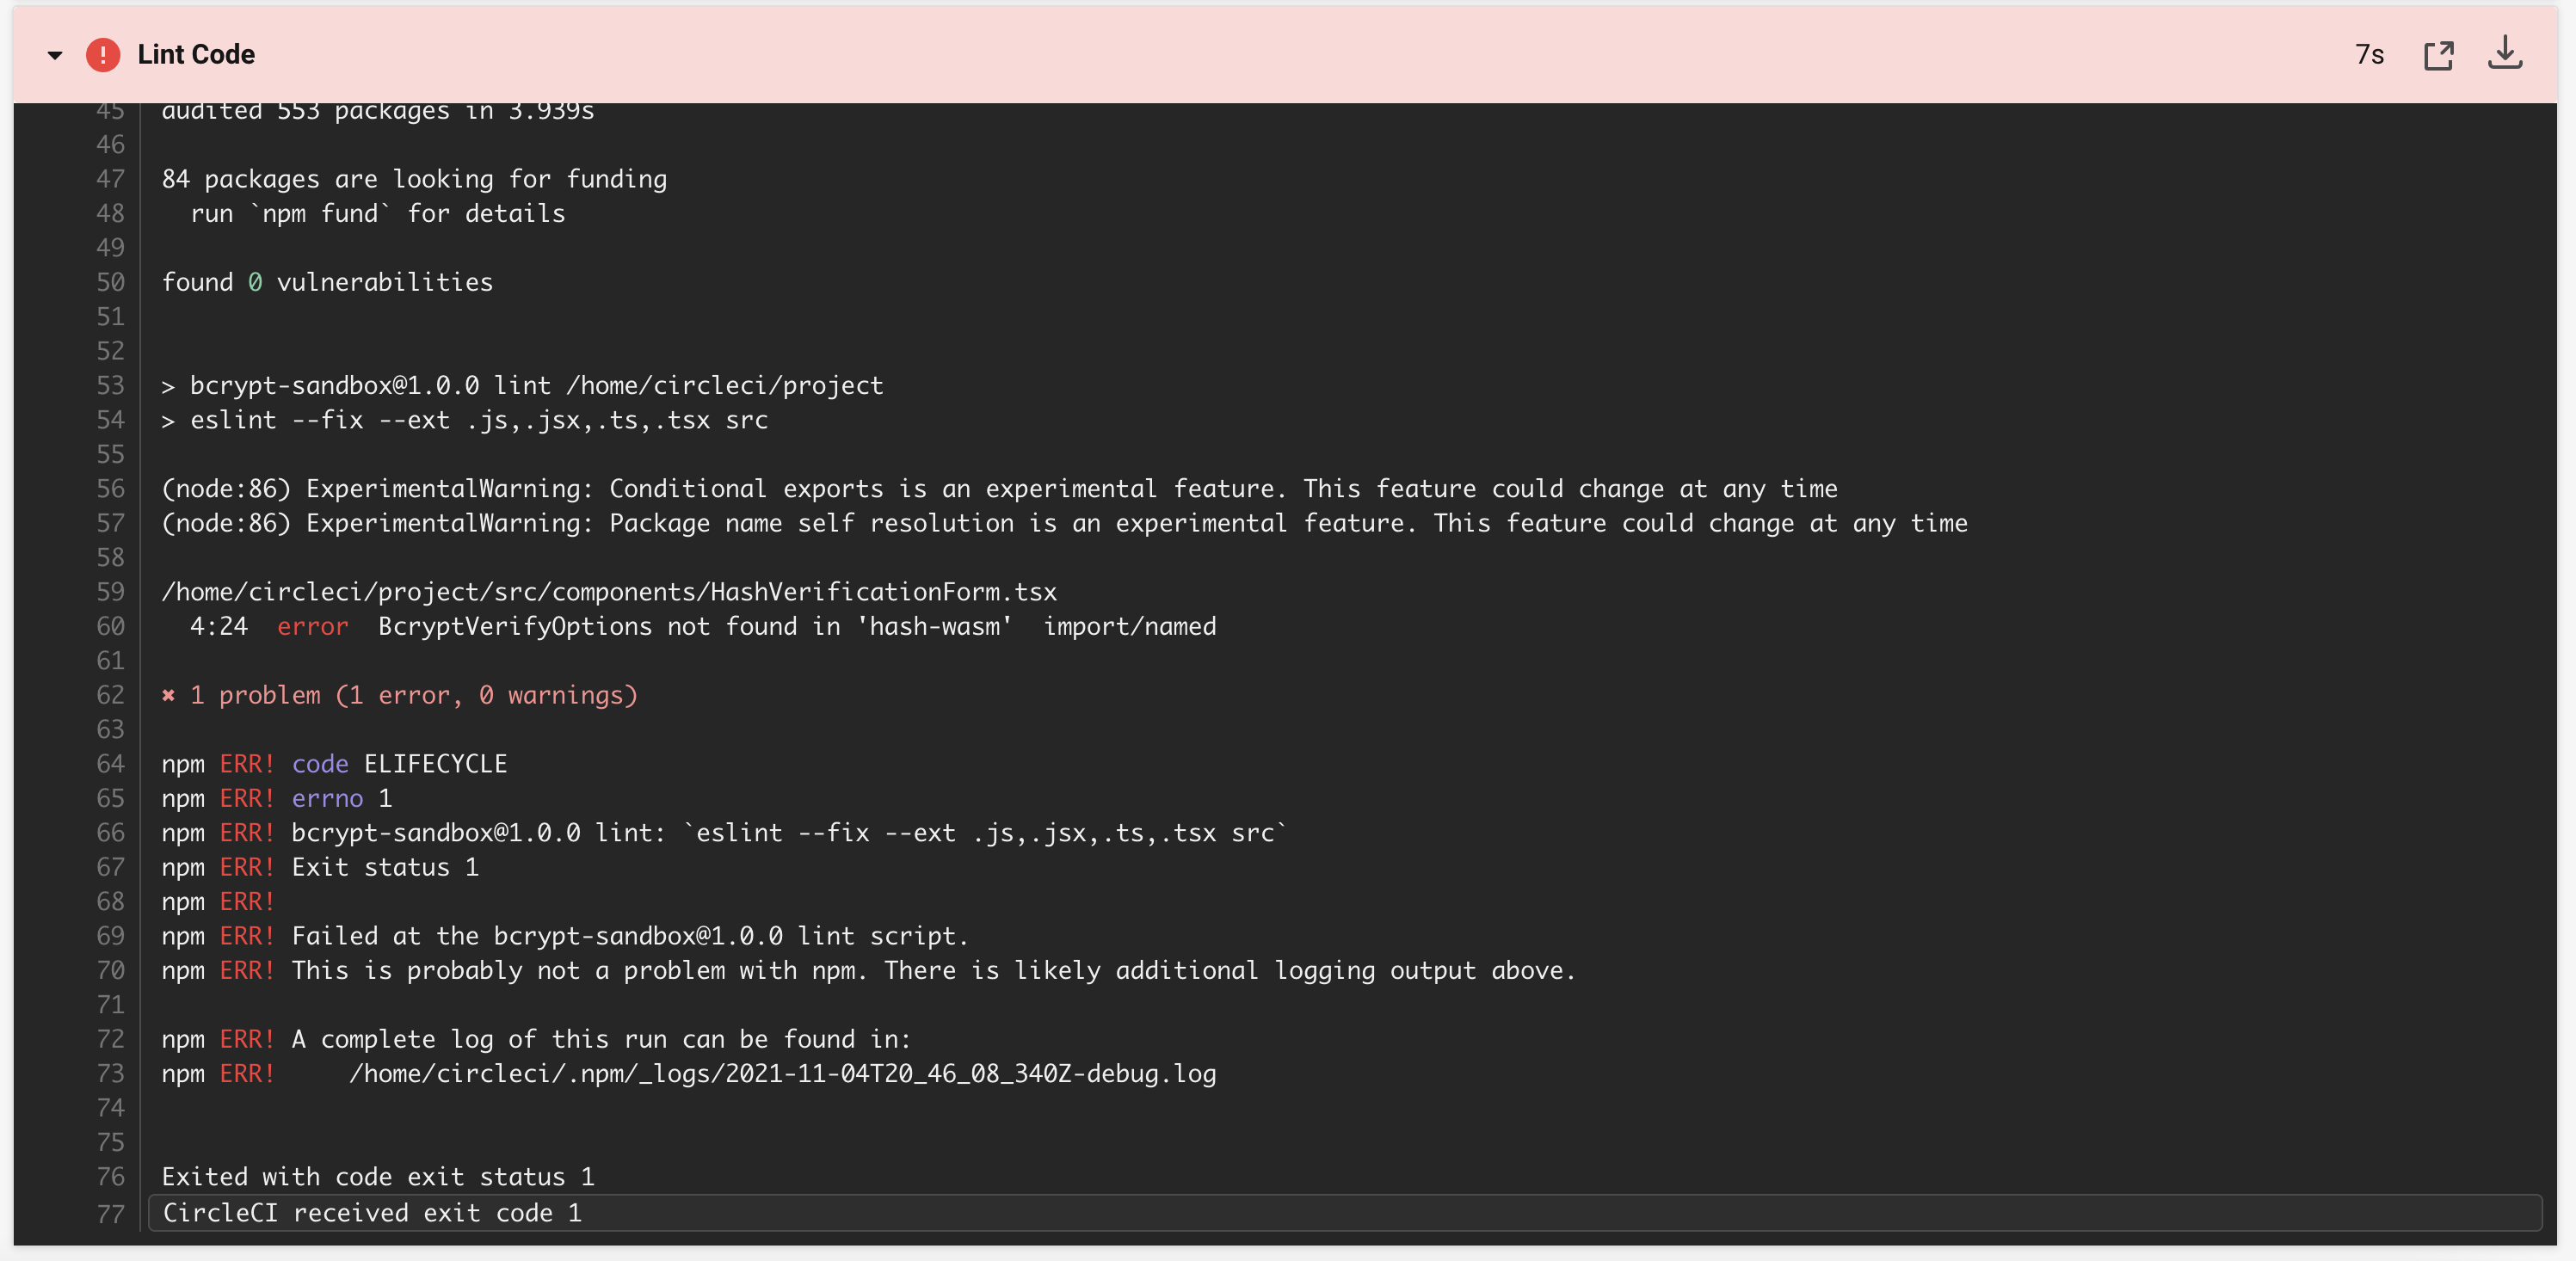 Lint Code
7s
45 audited 553 packages in 3.939s
46
47 84 packages are looking for funding
48   run `npm fund` for details
49
50 found 0 vulnerabilities
51
52
53 > bcrypt-sandbox@1.0.0 lint /home/circleci/project
54 > eslint --fix --ext .js,.jsx,.ts,.tsx src
55
56 (node:86) ExperimentalWarning: Conditional exports is an experimental feature. This feature could change at any time
57 (node:86) ExperimentalWarning: Package name self resolution is an experimental feature. This feature could change at any time
58
59 /home/circleci/project/src/components/HashVerificationForm.tsx
60   4:24  error  BcryptVerifyOptions not found in 'hash-wasm'  import/named
61
62 ✖ 1 problem (1 error, 0 warnings)
63
64 npm ERR! code ELIFECYCLE
65 npm ERR! errno 1
66 npm ERR! bcrypt-sandbox@1.0.0 lint: `eslint --fix --ext .js,.jsx,.ts,.tsx src`
67 npm ERR! Exit status 1
68 npm ERR!
69 npm ERR! Failed at the bcrypt-sandbox@1.0.0 lint script.
70 npm ERR! This is probably not a problem with npm. There is likely additional logging output above.
71
72 npm ERR! A complete log of this run can be found in:
73 npm ERR!     /home/circleci/.npm/_logs/2021-11-04T20_46_08_340Z-debug.log
74
75
76 Exited with code exit status 1
77 CircleCI received exit code 1